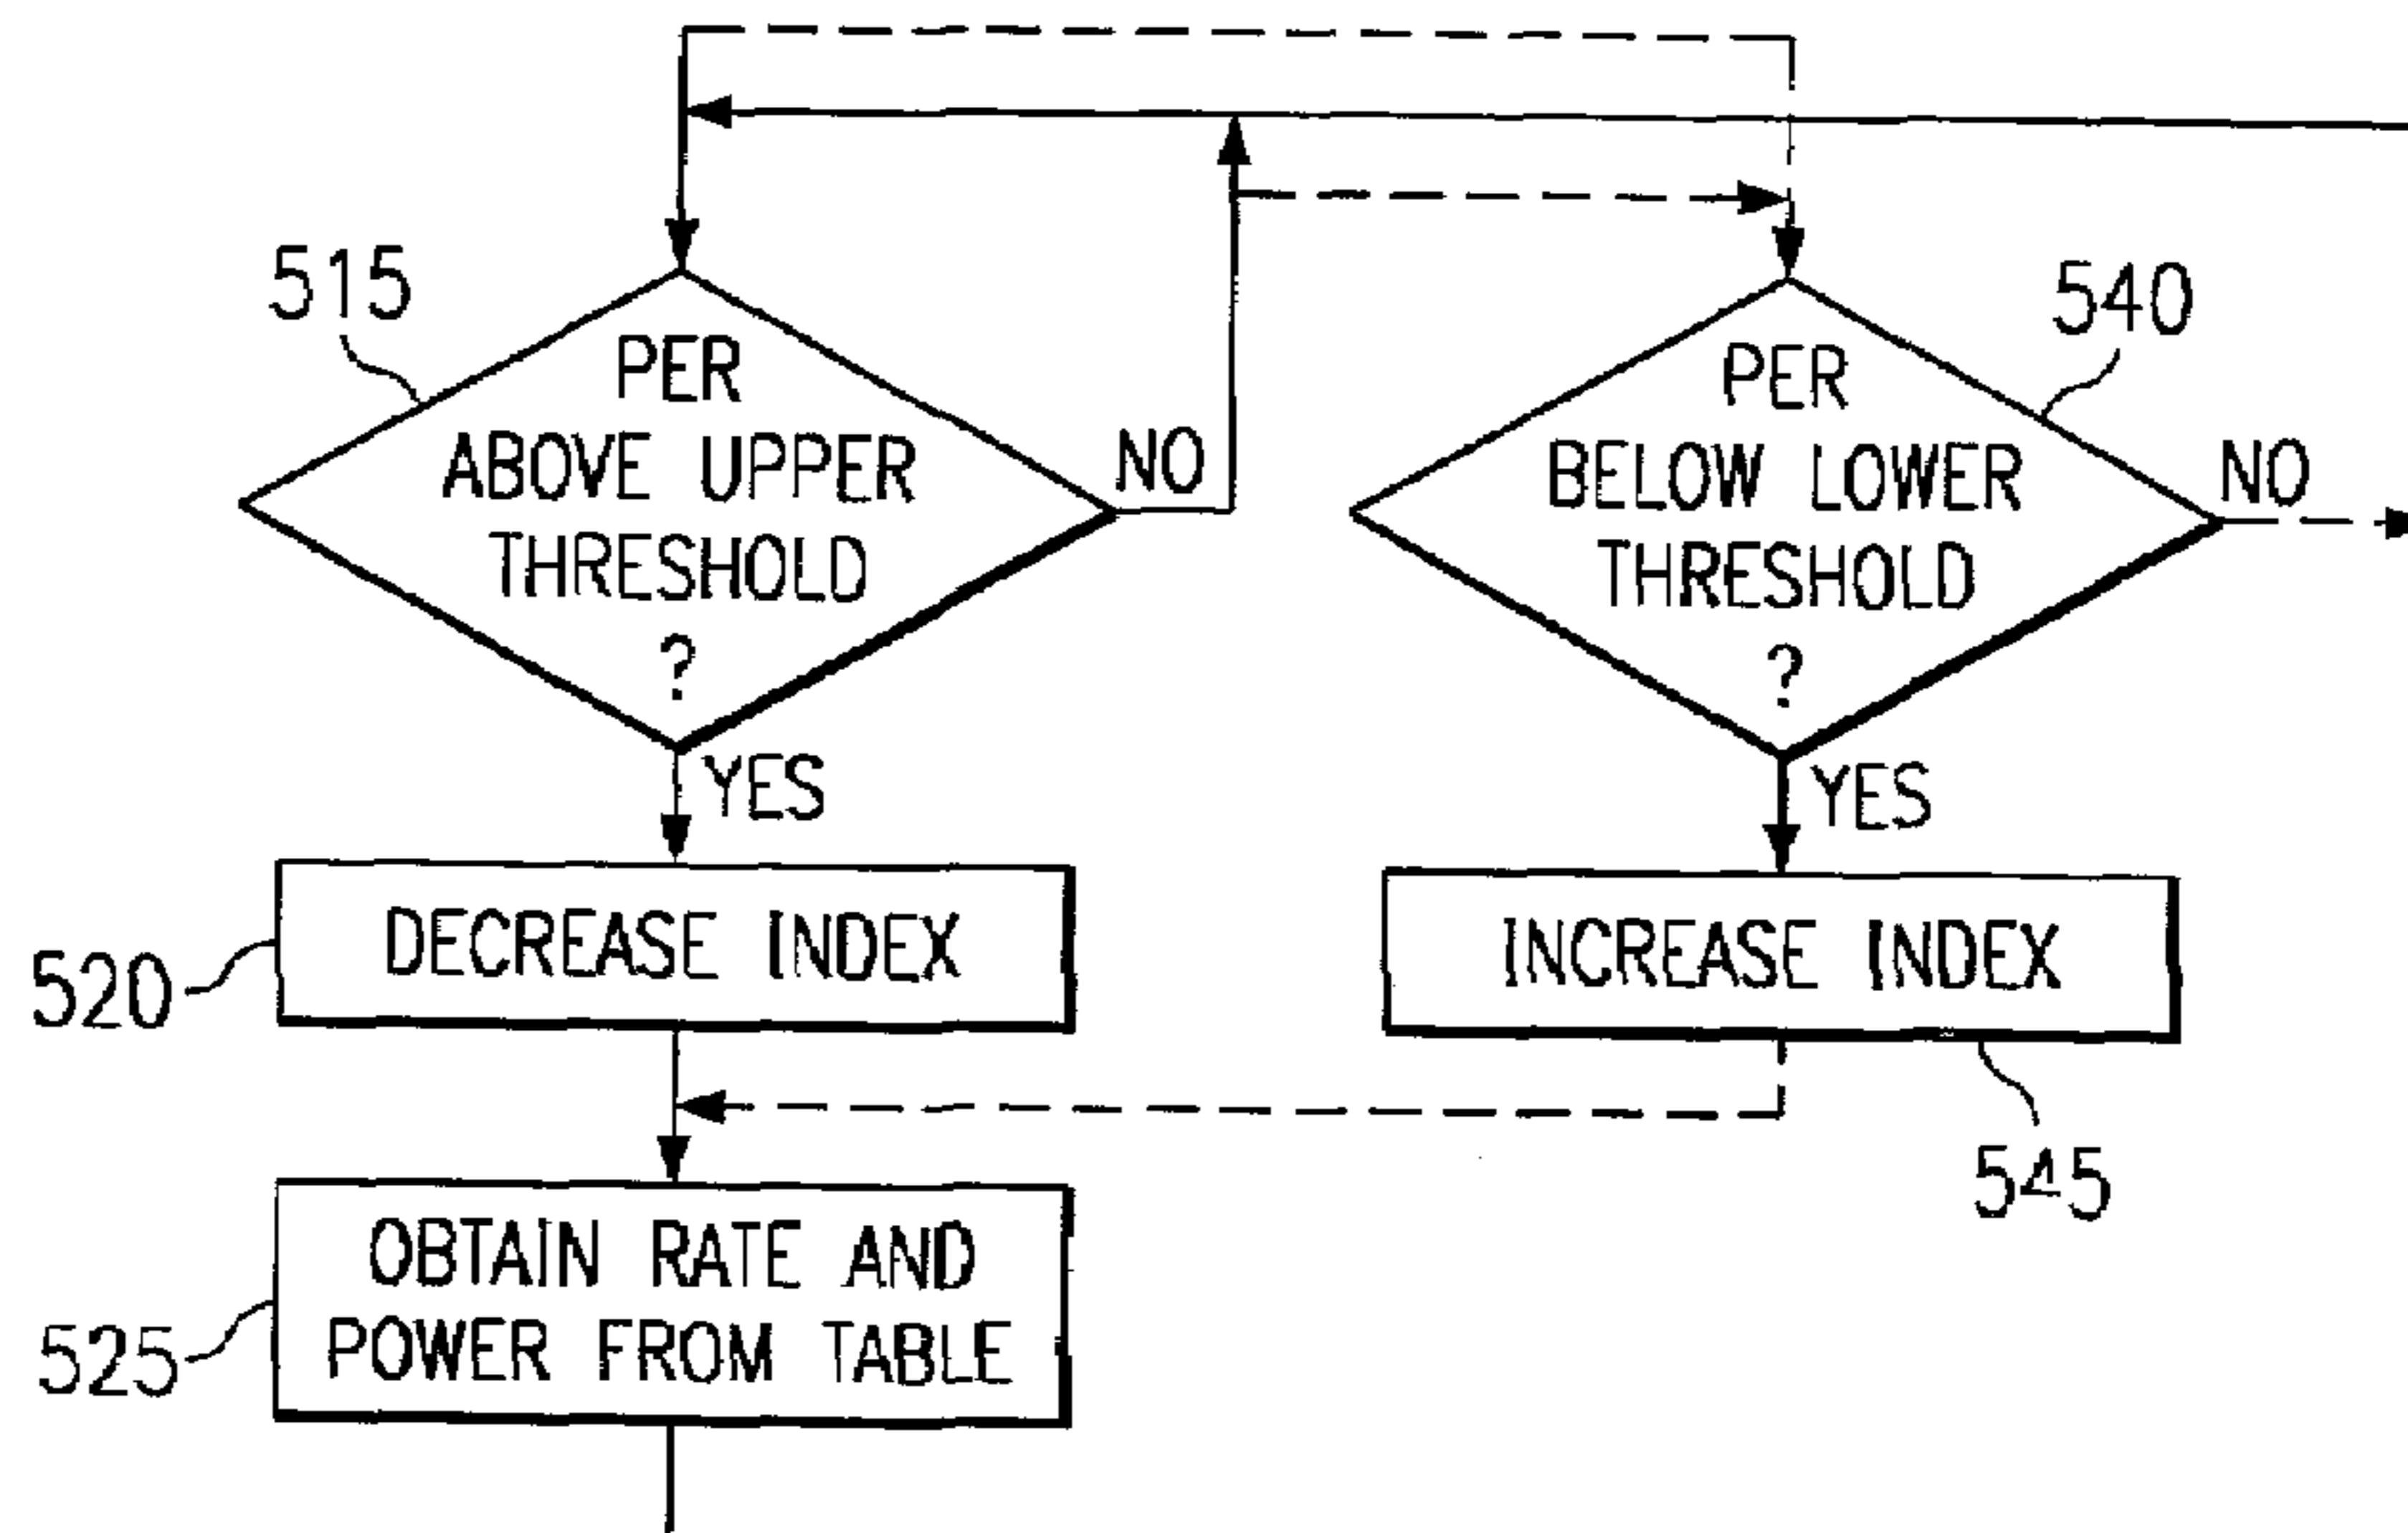 515
PER
ABOVE UPPER
THRESHOLD
?
NO
YES
540
PER
BELOW LOWER
THRESHOLD
?
NO
YES
520
DECREASE INDEX
INCREASE INDEX
545
525
OBTAIN RATE AND
POWER FROM TABLE